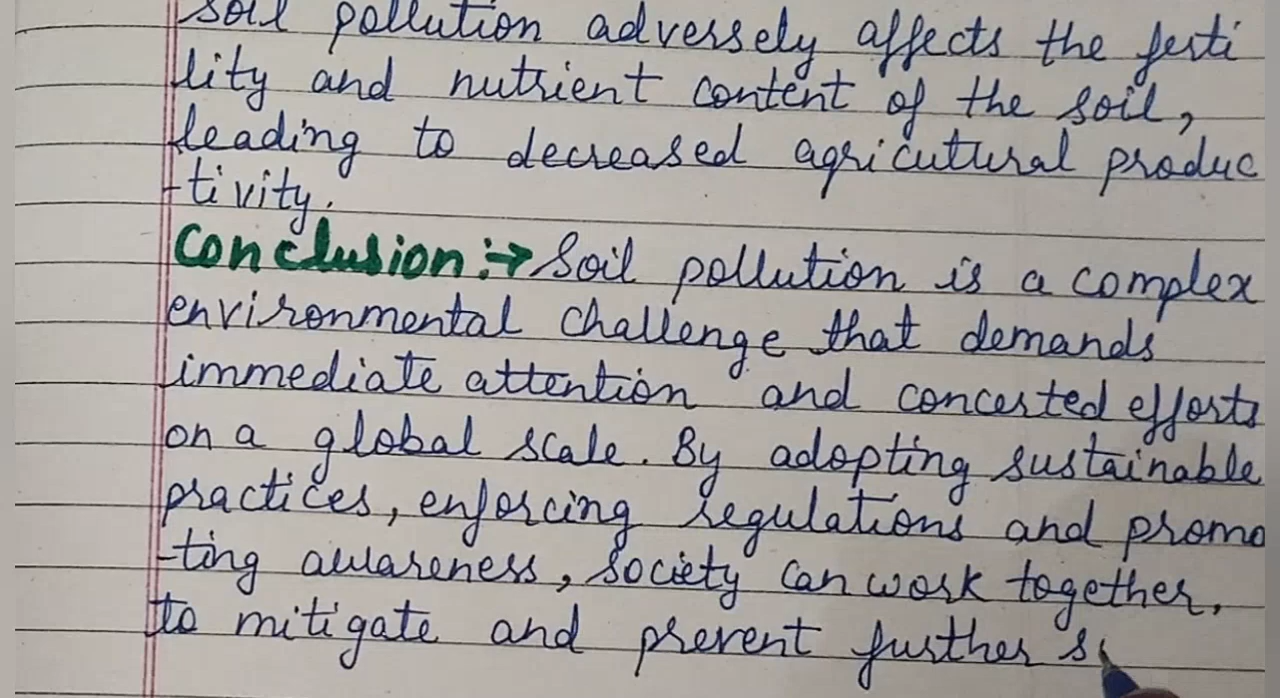 Soil pollution adversely affects the ferti
lity and nutrient content of the soil,
leading to decreased agricutural produc
-tivity.
Conclusion:→ Soil pollution is a complex
environmental challenge that demands
immediate attention and concerted efforts
on a global scale. By adopting sustainable
practices, enforcing regulations and promo
-ting awareness, society can work together,
to mitigate and prevent further s